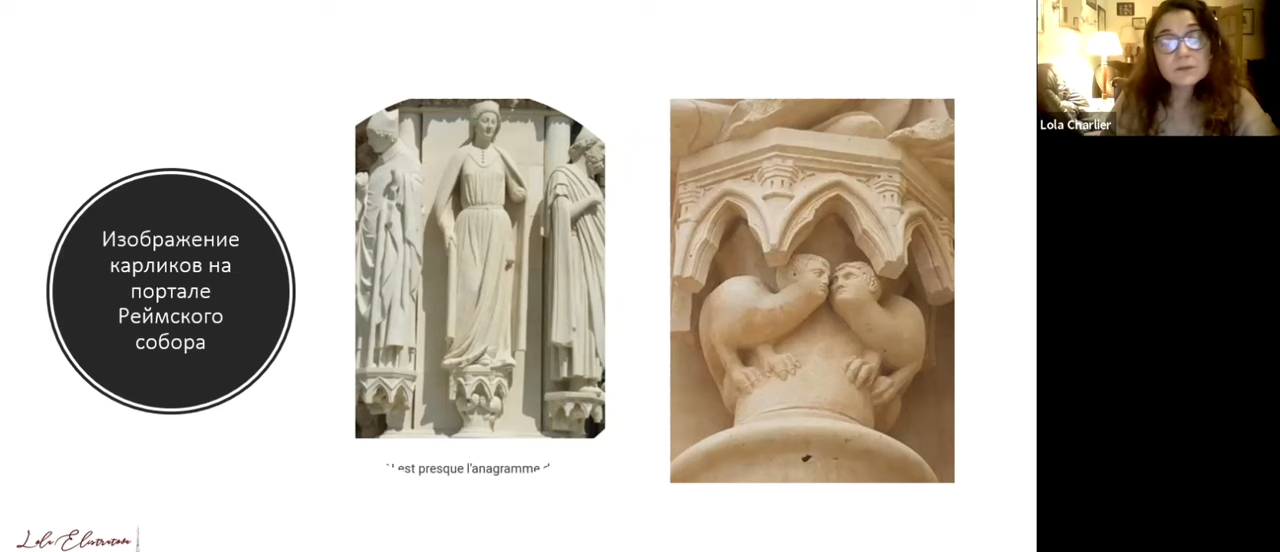 Изображение
карликов на
портале
Реймского
собора
est presque l'anagramme
Lola Charlier